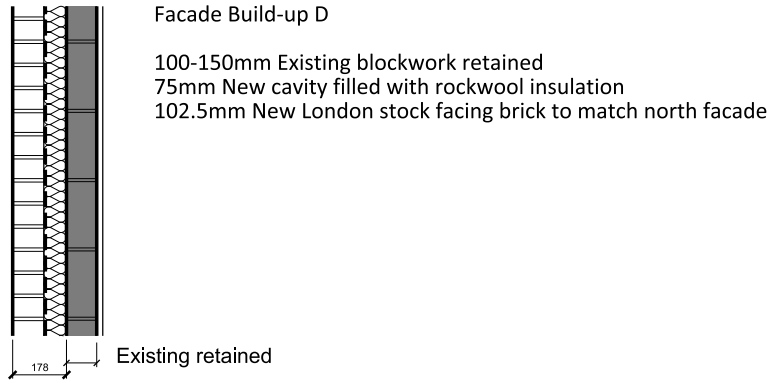 Facade Build-up D
100-150mm Existing blockwork retained
75mm New cavity filled with rockwool insulation
102.5mm New London stock facing brick to match north facade
Existing retained
178